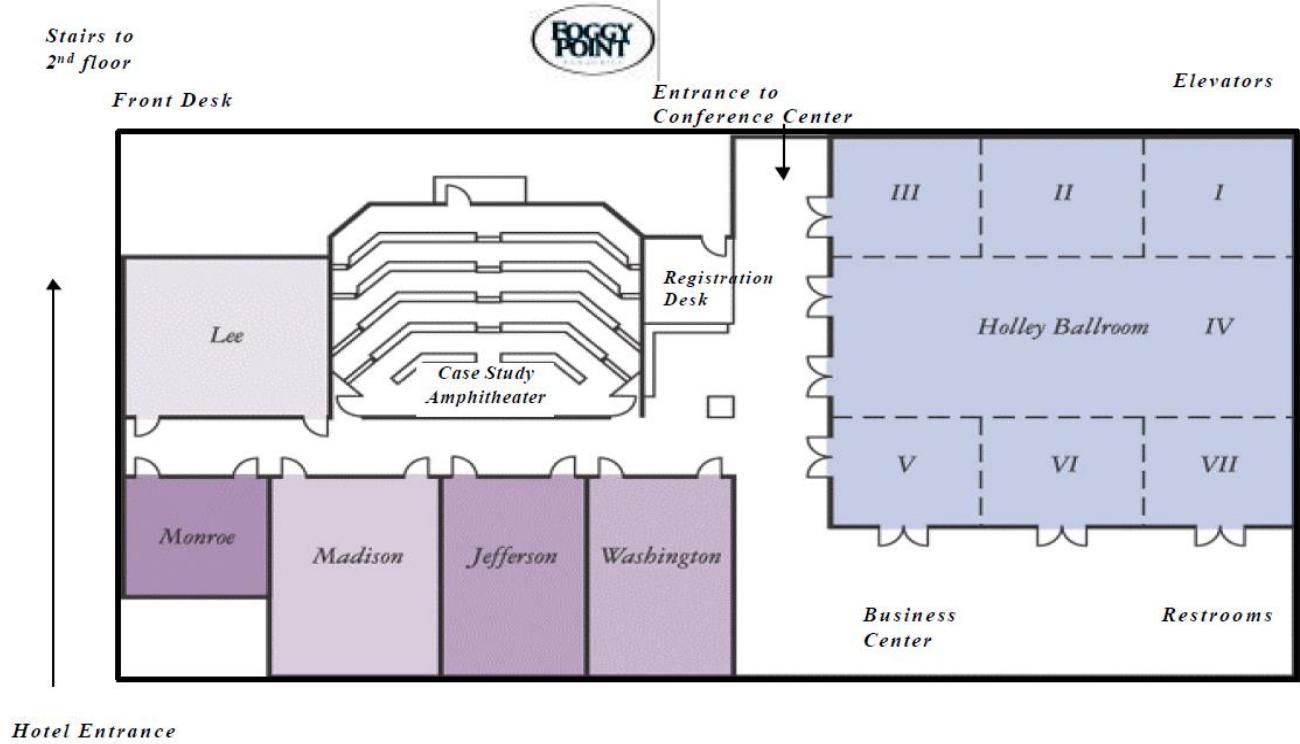 Stairs to
2nd floor
FOGGY
POINT
Elevators
Entrance to
Conference Center
Front Desk
III
II
I
Registration
Desk
Lee
Holley Ballroom
IV
Case Study
Amphitheater
V
VI
VII
Monroe
Madison
Jefferson
Washington
Business
Center
Restrooms
Hotel Entrance